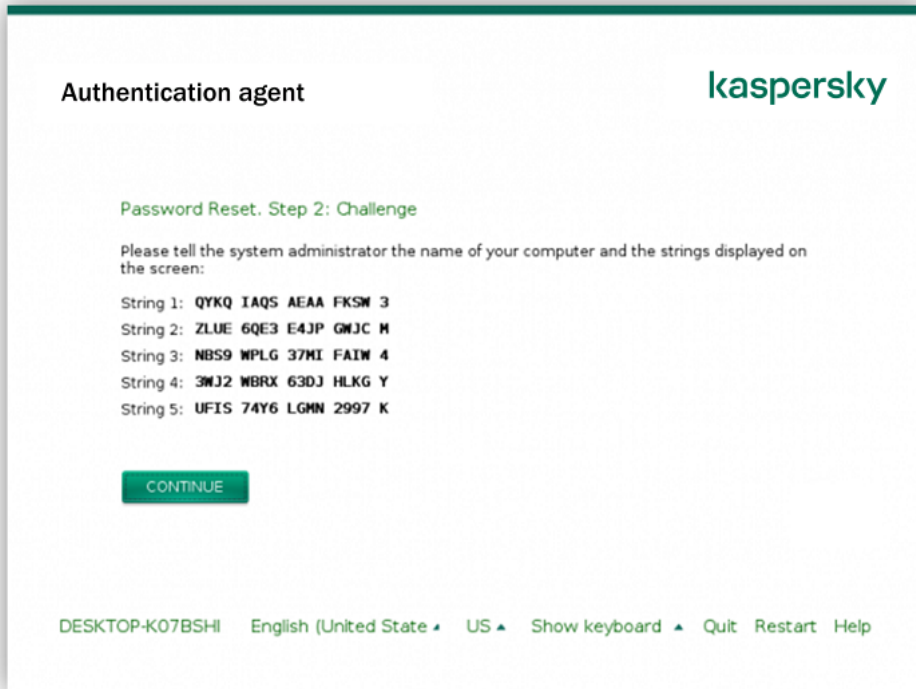 Authentication agent
kaspersky
Password Reset. Step 2: Challenge
Please tell the system administrator the name of your computer and the strings displayed on
the screen:
String 1: QYKQ IAQS AEAA FKSW 3
String 2: ZLUE 6QE3 E4JP GWJC M
String 3: NBS9 WPLG 37MI FAIW 4
String 4: 3WJ2 WBRX 63DJ HLKG Y
String 5: UFIS 74Y6 LGMN 2997 K
CONTINUE
DESKTOP-K07BSHI English (United State US Show keyboard Quit Restart Help